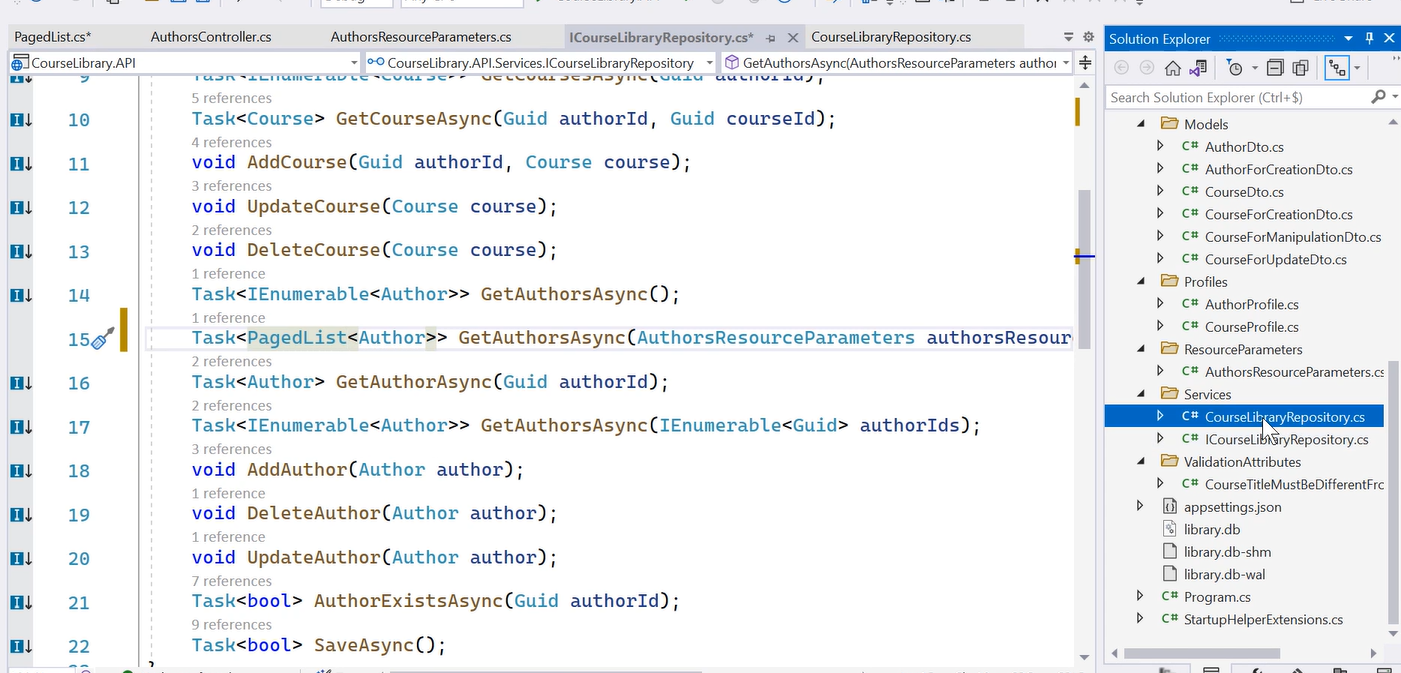 PagedList.cs*
AuthorsController.cs
AuthorsResourceParameters.cs
ICourseLibraryRepository.cs*
CourseLibraryRepository.cs
CourseLibrary.API
CourseLibrary.API.Services.ICourseLibraryRepository
GetAuthorsAsync(AuthorsResourceParameters author
9 Task<IEnumerable<Course>> GetCoursesAsync(Guid authorId);
5 references
10 Task<Course> GetCourseAsync(Guid authorId, Guid courseId);
4 references
11 void AddCourse(Guid authorId, Course course);
3 references
12 void UpdateCourse(Course course);
2 references
13 void DeleteCourse(Course course);
1 reference
14 Task<IEnumerable<Author>> GetAuthorsAsync();
1 reference
15 Task<PagedList<Author>> GetAuthorsAsync(AuthorsResourceParameters authorsResour
2 references
16 Task<Author> GetAuthorAsync(Guid authorId);
2 references
17 Task<IEnumerable<Author>> GetAuthorsAsync(IEnumerable<Guid> authorIds);
3 references
18 void AddAuthor(Author author);
1 reference
19 void DeleteAuthor(Author author);
1 reference
20 void UpdateAuthor(Author author);
7 references
21 Task<bool> AuthorExistsAsync(Guid authorId);
9 references
22 Task<bool> SaveAsync();
Solution Explorer
Search Solution Explorer (Ctrl+$)
Models
C# AuthorDto.cs
C# AuthorForCreationDto.cs
C# CourseDto.cs
C# CourseForCreationDto.cs
C# CourseForManipulationDto.cs
C# CourseForUpdateDto.cs
Profiles
C# AuthorProfile.cs
C# CourseProfile.cs
ResourceParameters
C# AuthorsResourceParameters.cs
Services
C# CourseLibraryRepository.cs
C# ICourseLibraryRepository.cs
ValidationAttributes
C# CourseTitleMustBeDifferentFrc
appsettings.json
library.db
library.db-shm
library.db-wal
C# Program.cs
C# StartupHelperExtensions.cs